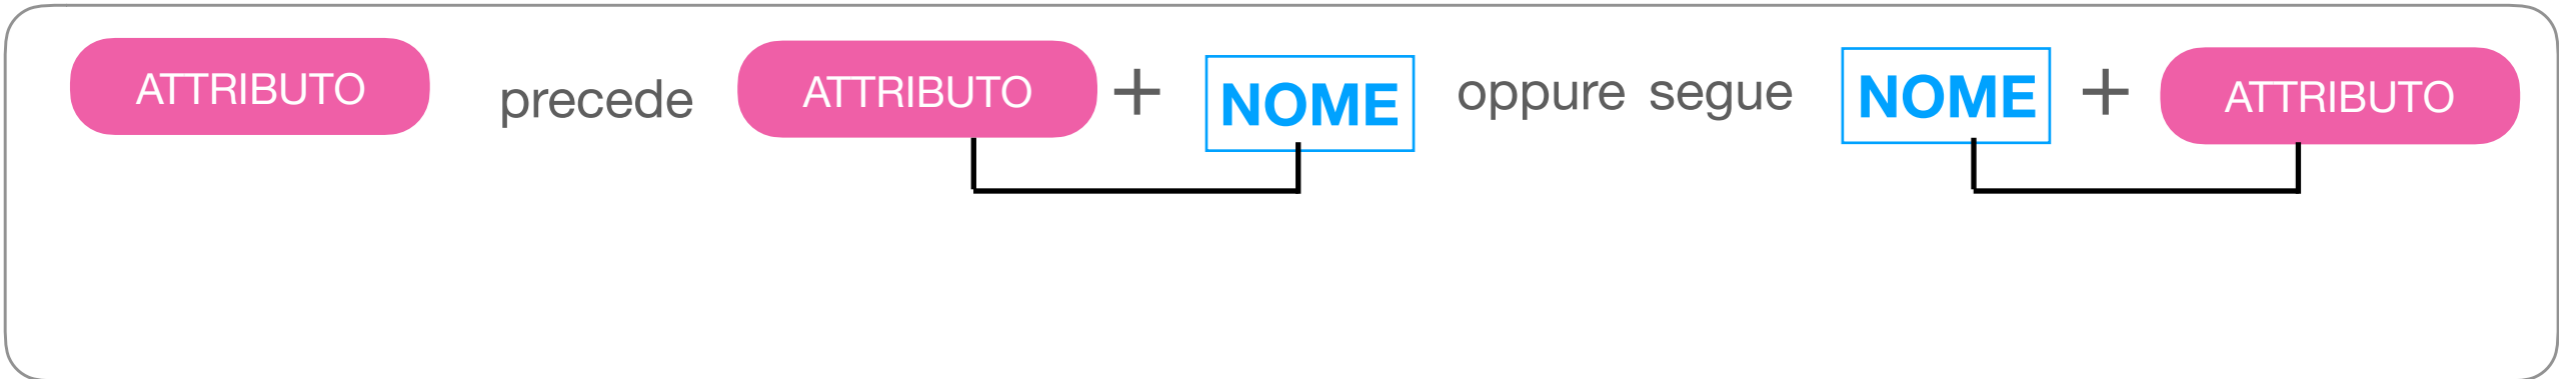 ATTRIBUTO precede ATTRIBUTO + NOME oppure segue NOME + ATTRIBUTO